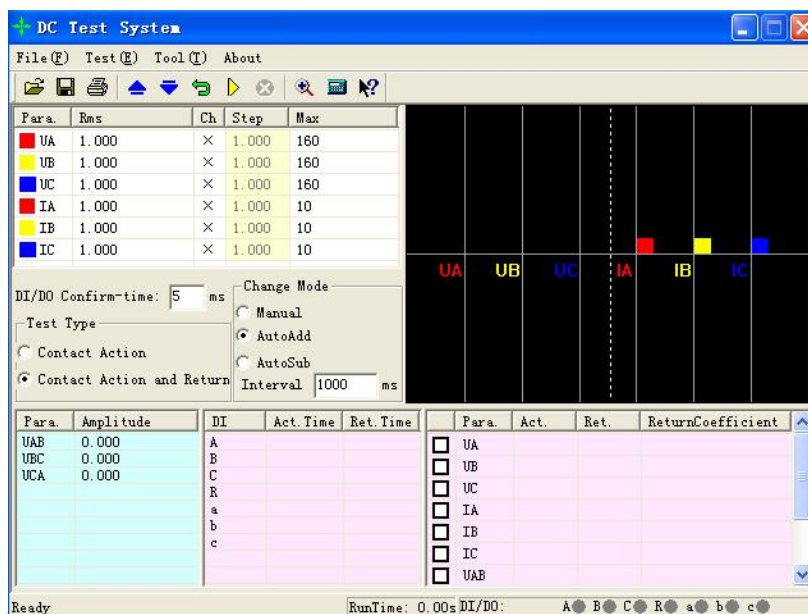 DC Test System
File(F) Test(E) Tool(T) About
Para. Rms Ch Step Max
UA 1.000 × 1.000 160
UB 1.000 × 1.000 160
UC 1.000 × 1.000 160
IA 1.000 × 1.000 10
IB 1.000 × 1.000 10
IC 1.000 × 1.000 10
UA UB UC IA IB IC
DI/DO Confirm-time: 5 ms
Test Type
Contact Action
Contact Action and Return
Change Mode
Manual
AutoAdd
AutoSub
Interval 1000 ms
Para. Amplitude
UAB 0.000
UBC 0.000
UCA 0.000
DI Act.Time Ret.Time
A
B
C
R
a
b
c
Para. Act. Ret. ReturnCoefficient
UA
UB
UC
IA
IB
IC
UAB
Ready RunTime: 0.00s DI/DO: A B C R a b c